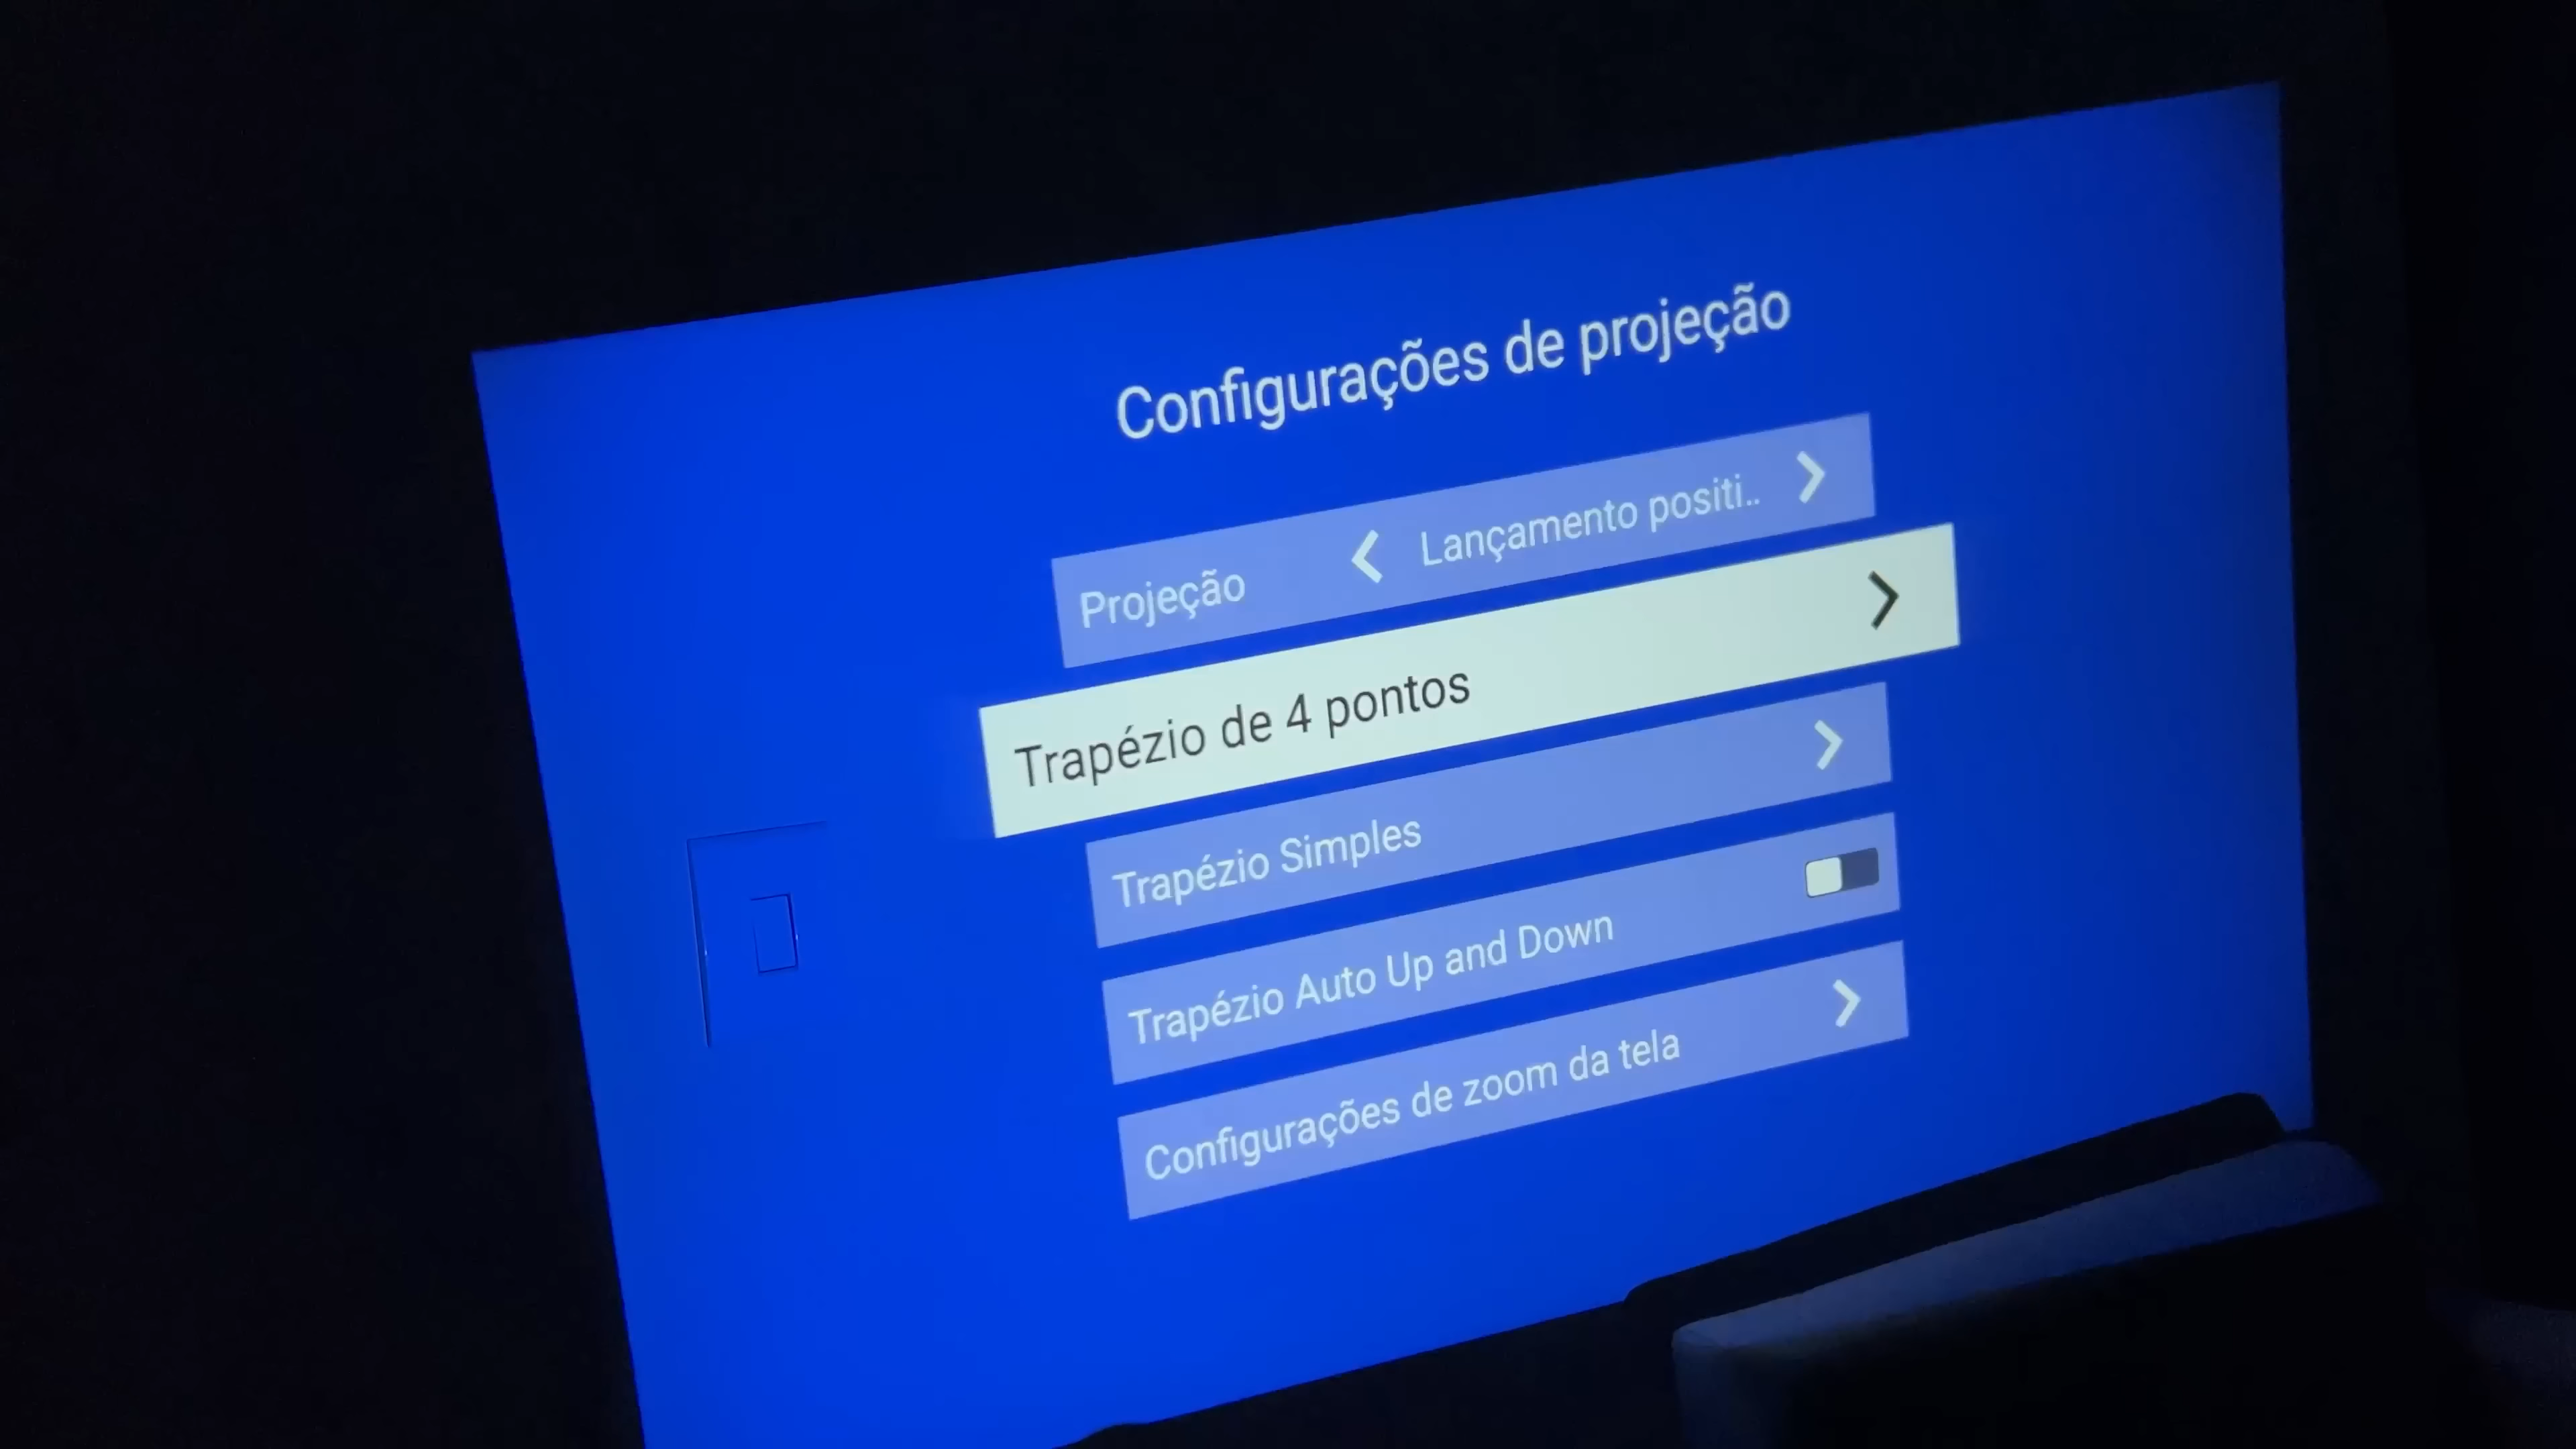 Configurações de projeção
Projeção Lançamento positi..
Trapézio de 4 pontos
Trapézio Simples
Trapézio Auto Up and Down
Configurações de zoom da tela